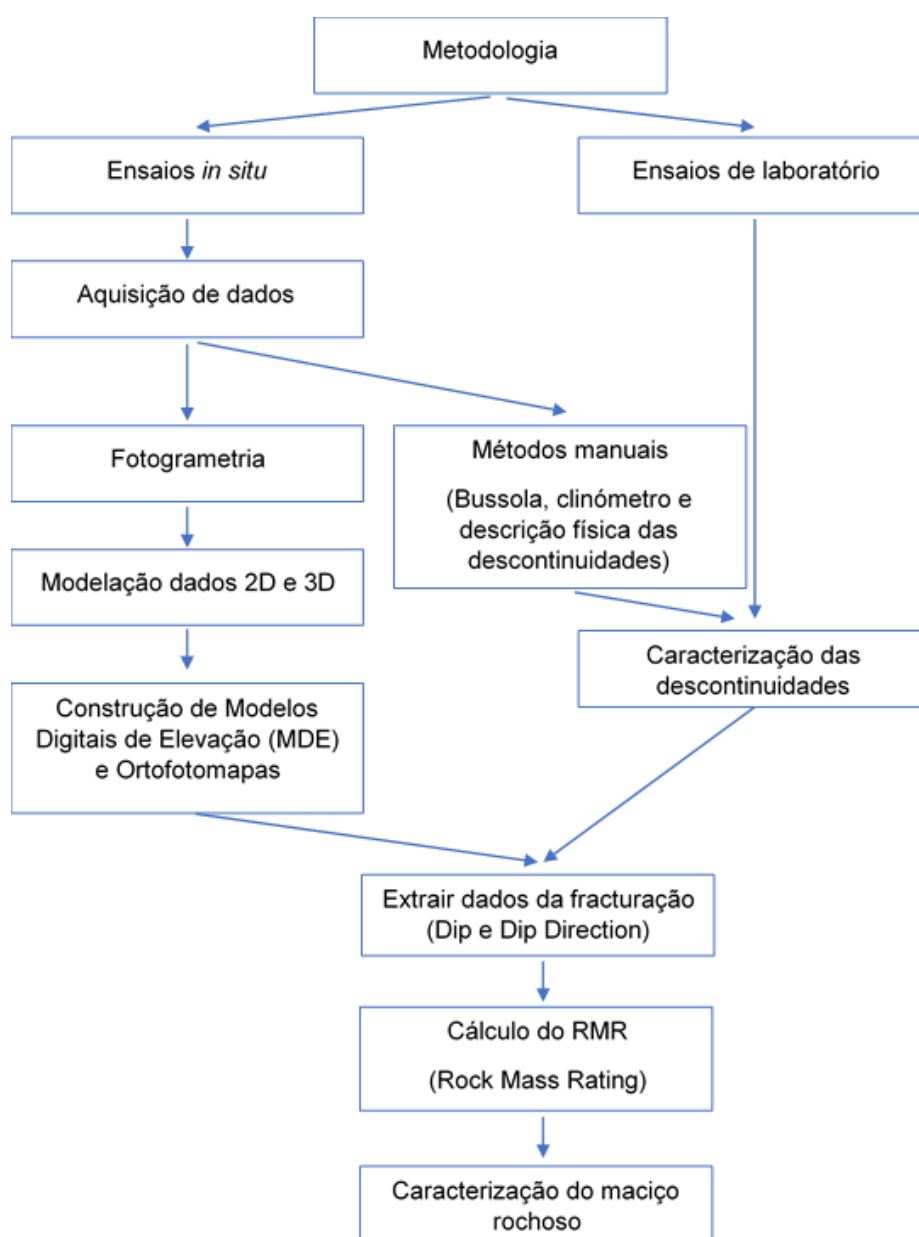 Metodologia
Ensaios in situ
Ensaios de laboratório
Aquisição de dados
Fotogrametria
Métodos manuais
(Bussola, clinómetro e
descrição física das
descontinuidades)
Modelação dados 2D e 3D
Caracterização das
descontinuidades
Construção de Modelos
Digitais de Elevação (MDE)
e Ortofotomapas
Extrair dados da fracturação
(Dip e Dip Direction)
Cálculo do RMR
(Rock Mass Rating)
Caracterização do maciço
rochoso